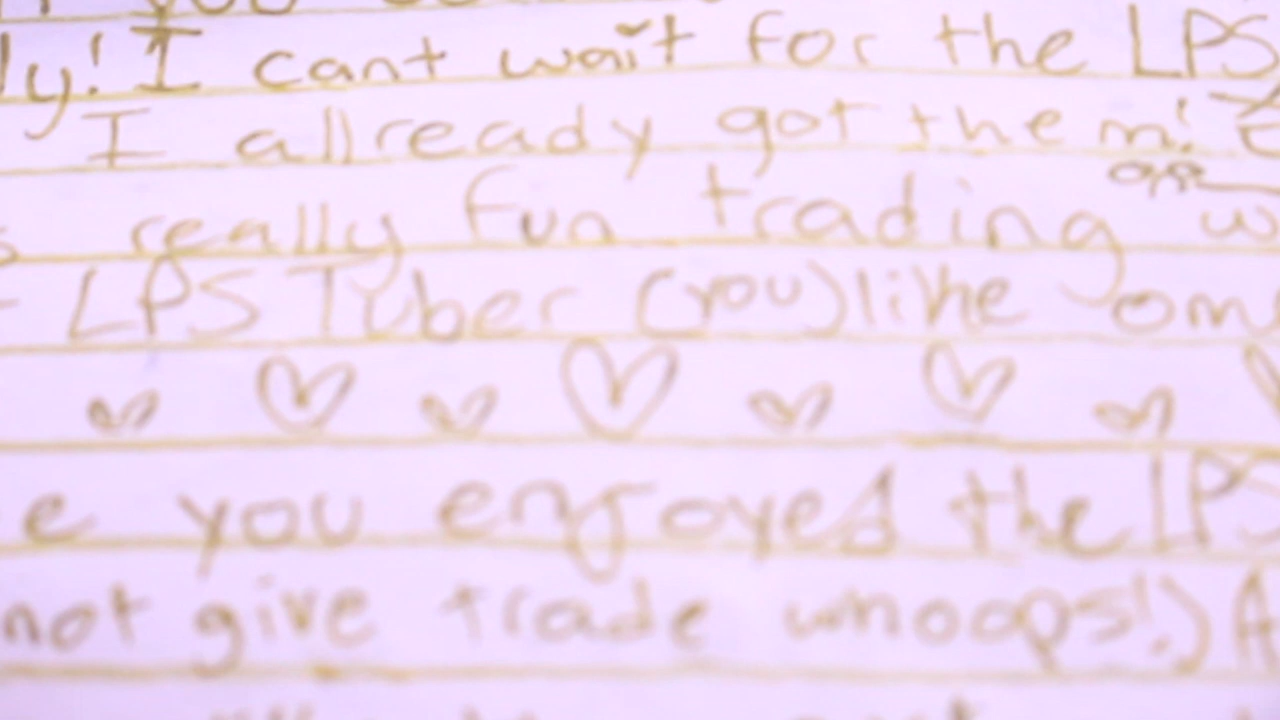 ly! I cant wait for the LPS
I allready got them!
really fun trading
LPS Tuber (you) like om
e you enjoyed the LPS
not give trade whoops!) A